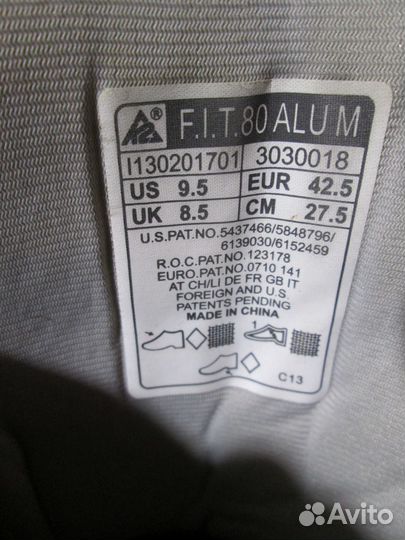 K2® F.I.T.80 ALU M
I130201701 3030018
US 9.5 EUR 42.5
UK 8.5 CM 27.5
U.S.PAT.NO.5437466/5848796/
6139030/6152459
R.O.C.PAT.NO.123178
EURO.PAT.NO.0710 141
AT CH/LI DE FR GB IT
FOREIGN AND U.S.
PATENTS PENDING
MADE IN CHINA
C13
Avito